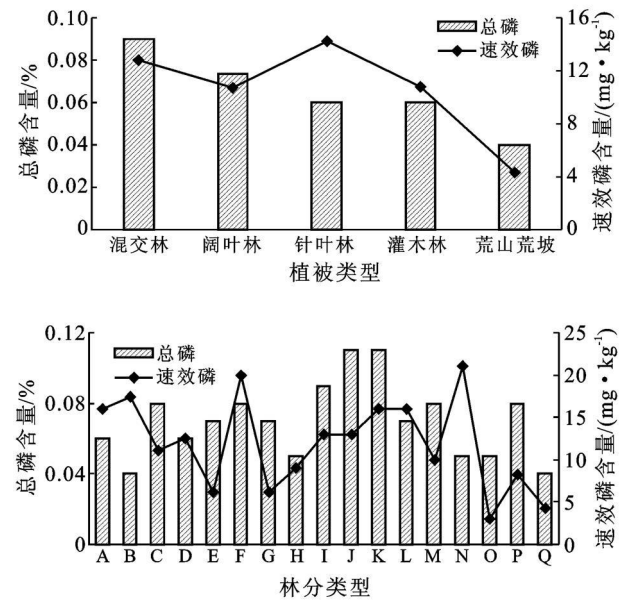 0.10
0.08
0.06
0.04
0.02
0
总磷含量/%
总磷
速效磷
16
12
8
4
0
速效磷含量/(mg·kg⁻¹)
混交林 阔叶林 针叶林 灌木林 荒山荒坡
植被类型
0.12
0.08
0.04
0
总磷含量/%
总磷
速效磷
25
20
15
10
5
0
速效磷含量/(mg·kg⁻¹)
A B C D E F G H I J K L M N O P Q
林分类型